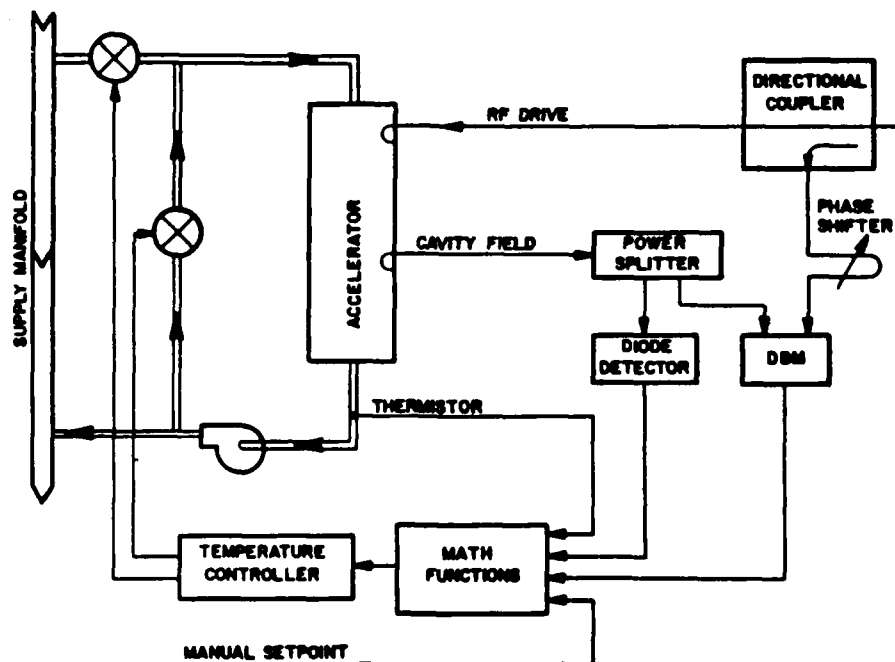 DIRECTIONAL
COUPLER
RF DRIVE
SUPPLY MANIFOLD
ACCELERATOR
PHASE
SHIFTER
CAVITY FIELD
POWER
SPLITTER
DIODE
DETECTOR
DBM
THERMISTOR
TEMPERATURE
CONTROLLER
MATH
FUNCTIONS
MANUAL SETPOINT